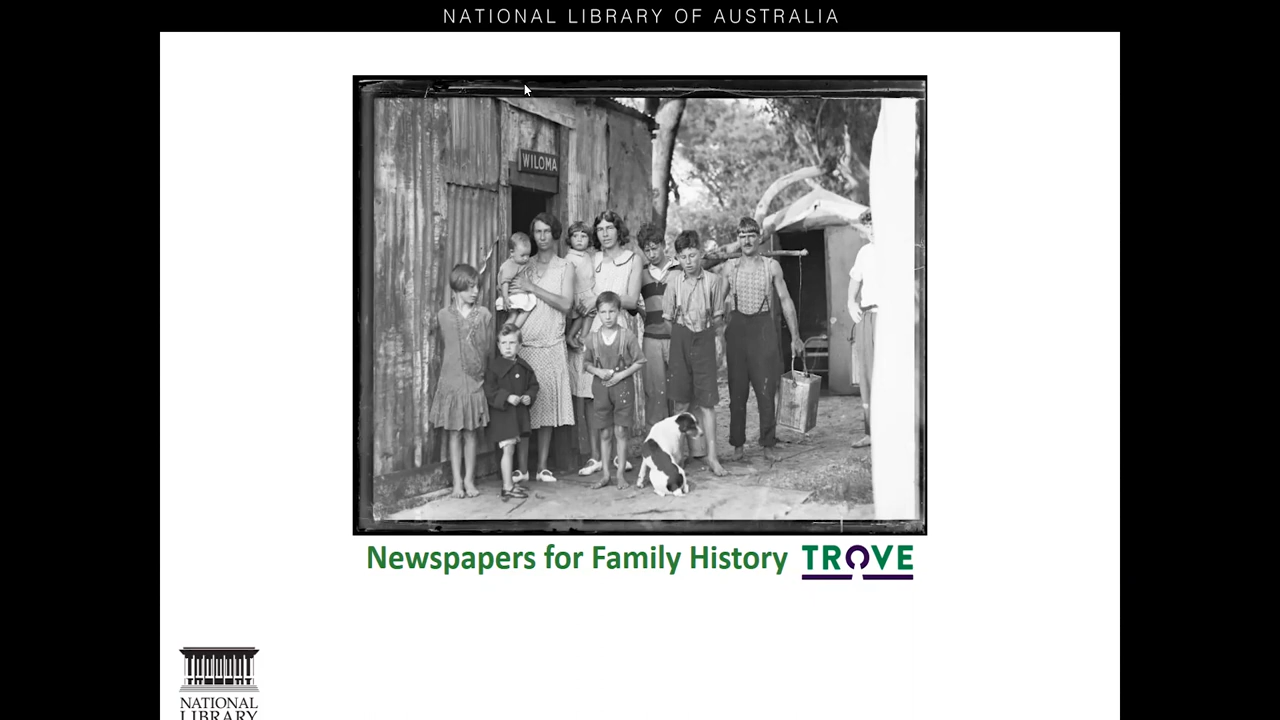 NATIONAL LIBRARY OF AUSTRALIA
WILOMA
Newspapers for Family History TROVE
NATIONAL
LIBRARY